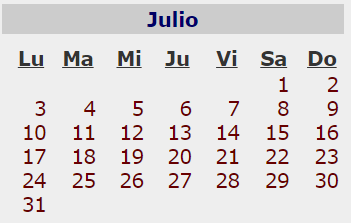 Julio
Lu Ma Mi Ju Vi Sa Do
1 2
3 4 5 6 7 8 9
10 11 12 13 14 15 16
17 18 19 20 21 22 23
24 25 26 27 28 29 30
31